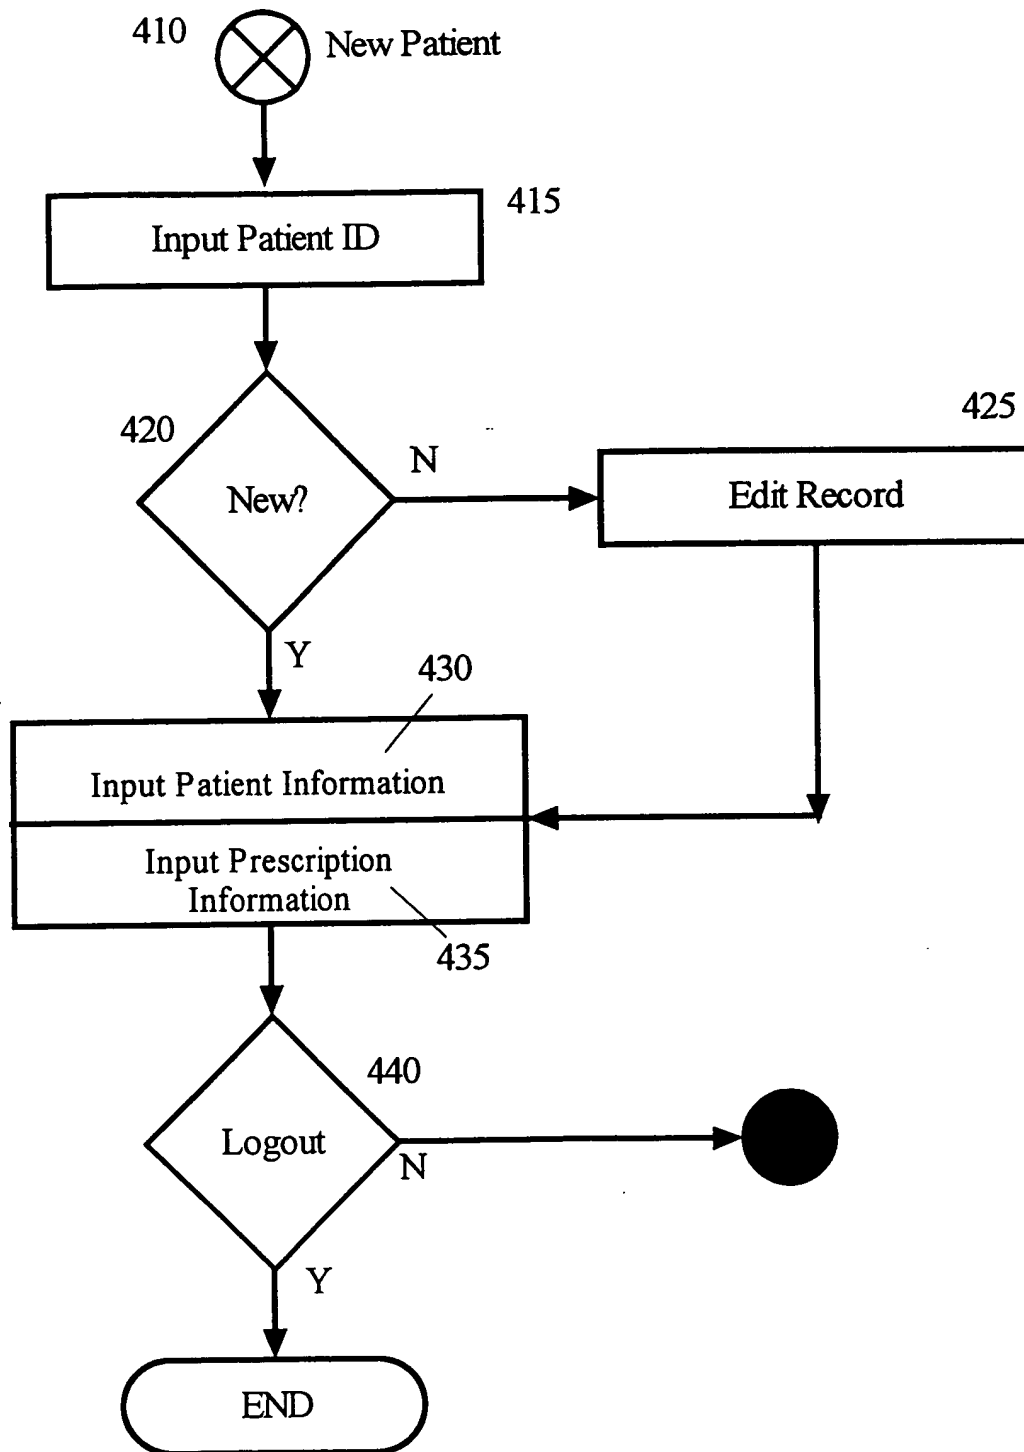 410
New Patient
Input Patient ID
415
420
New?
N
425
Edit Record
Y
430
Input Patient Information
Input Prescription
Information
435
440
Logout
N
Y
END